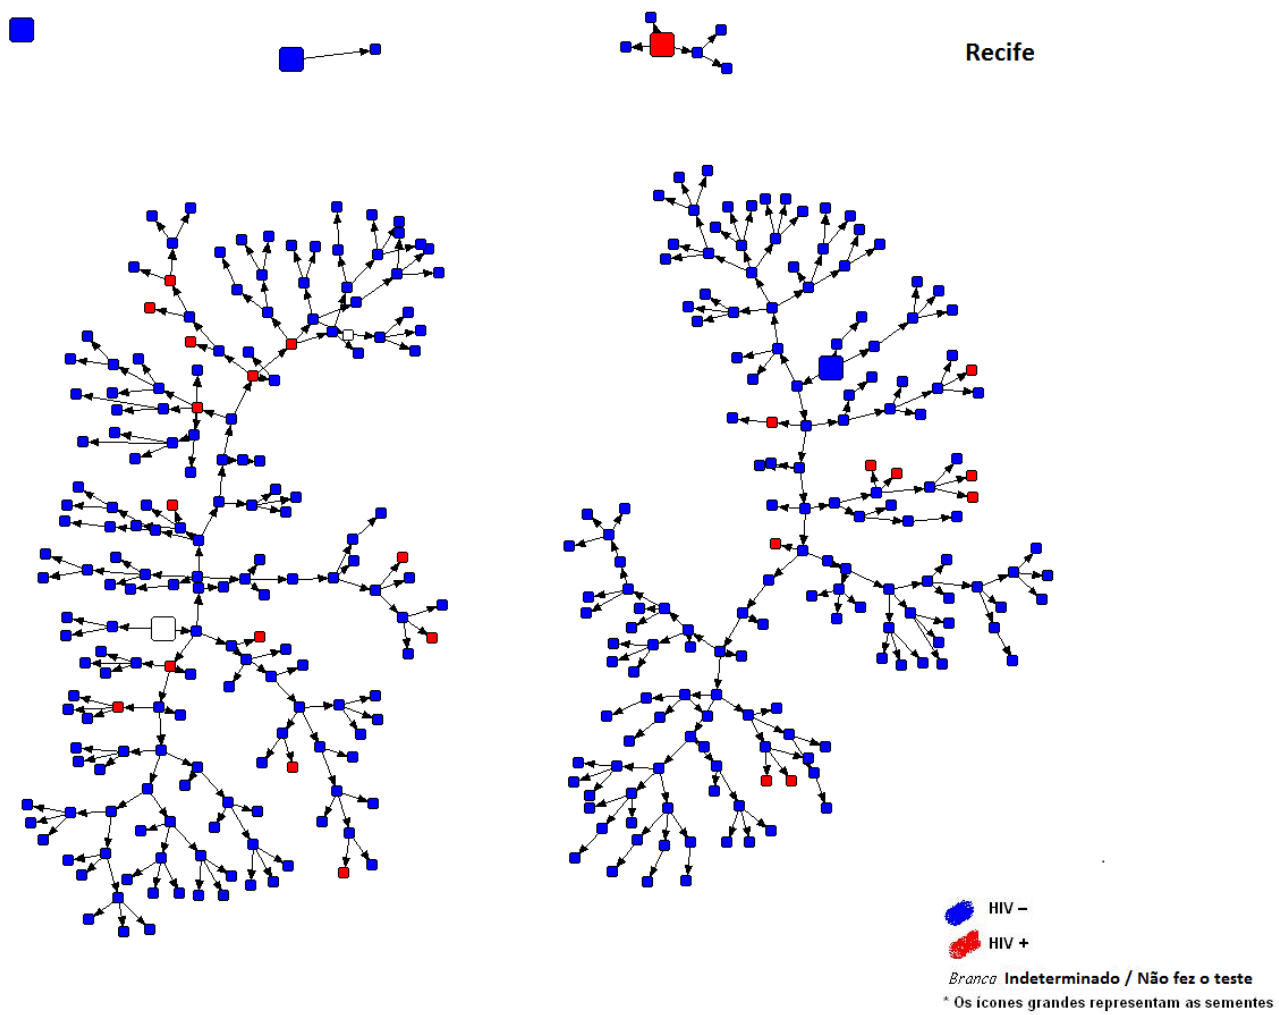 Recife
HIV –
HIV +
Branca Indeterminado / Não fez o teste
* Os ícones grandes representam as sementes